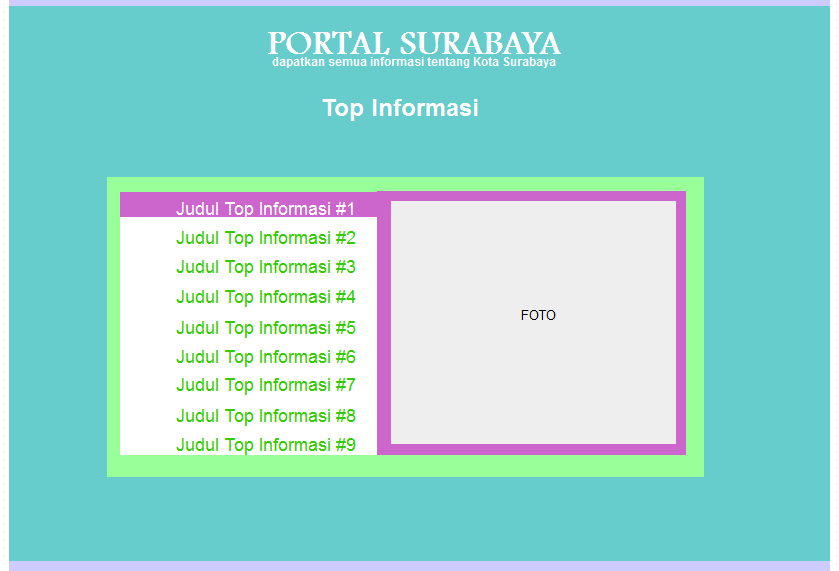 PORTAL SURABAYA
dapatkan semua informasi tentang Kota Surabaya
Top Informasi
Judul Top Informasi #1
Judul Top Informasi #2
Judul Top Informasi #3
Judul Top Informasi #4
Judul Top Informasi #5
Judul Top Informasi #6
Judul Top Informasi #7
Judul Top Informasi #8
Judul Top Informasi #9
FOTO